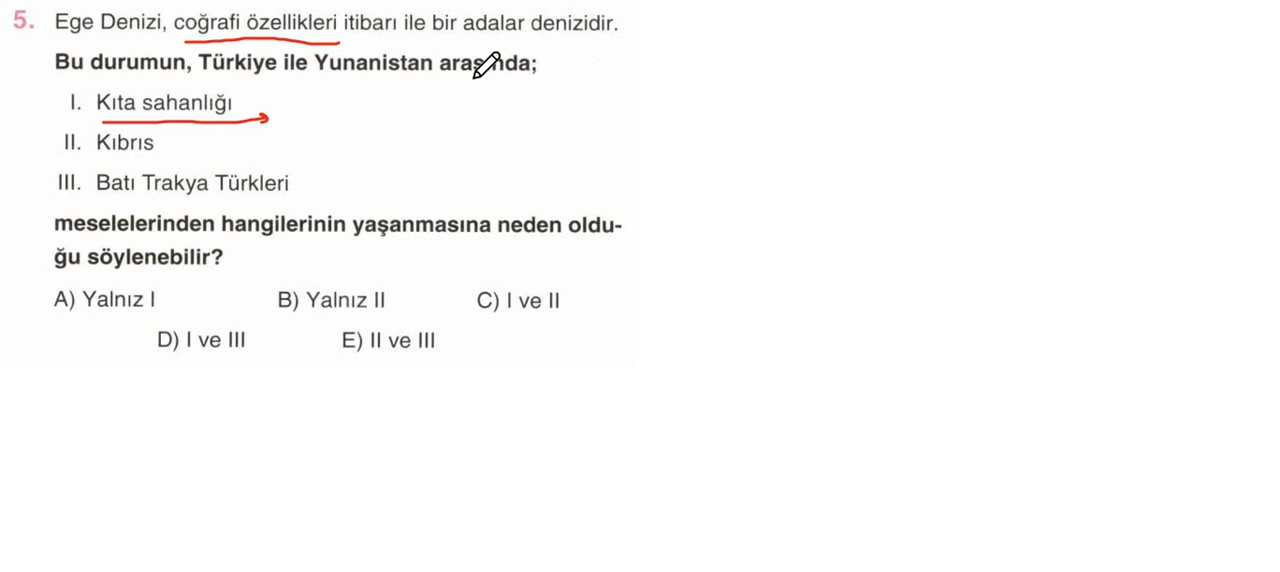 5. Ege Denizi, coğrafi özellikleri itibarı ile bir adalar denizidir.
Bu durumun, Türkiye ile Yunanistan arasında;
I. Kıta sahanlığı
II. Kıbrıs
III. Batı Trakya Türkleri
meselelerinden hangilerinin yaşanmasına neden oldu-
ğu söylenebilir?
A) Yalnız I B) Yalnız II C) I ve II
D) I ve III E) II ve III